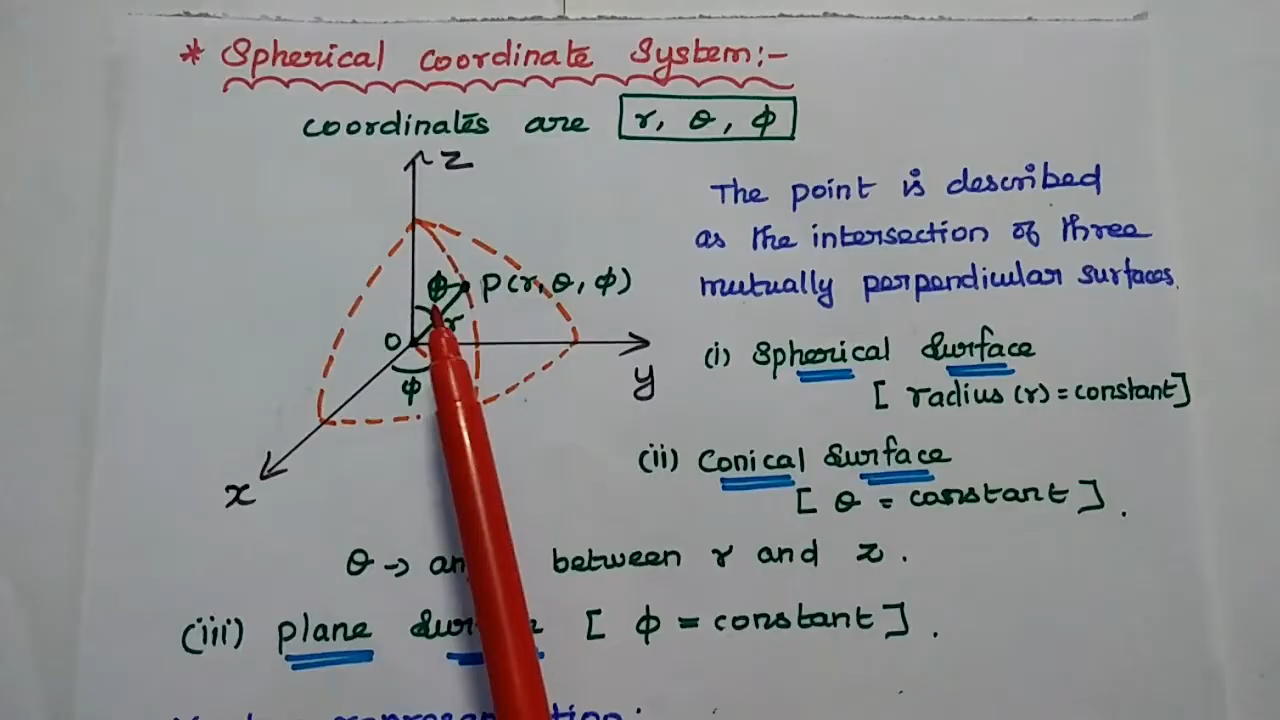 * Spherical coordinate System:-
coordinates are r, θ, ϕ
z
The point is described
as the intersection of three
mutually perpendicular surfaces.
θ P(r, θ, ϕ)
r
O
y
ϕ
x
(i) Spherical Surface
[ radius (r) = constant]
(ii) Conical Surface
[ θ = constant ] .
θ → between r and z .
(iii) plane [ ϕ = constant ] .